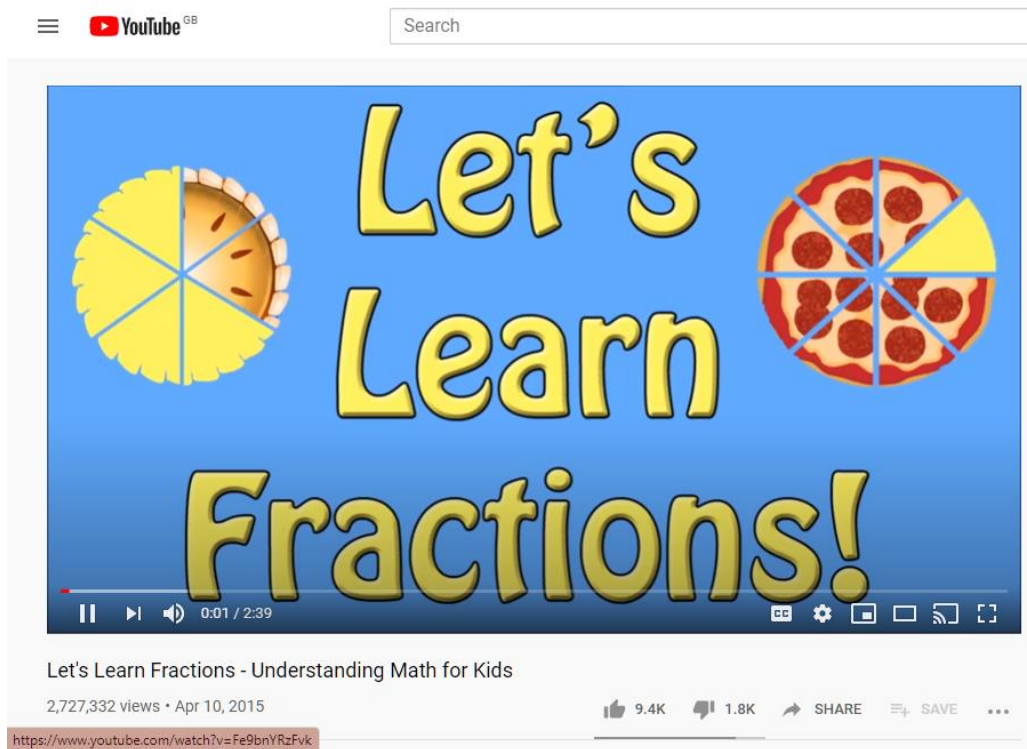 YouTube GB
Search
Let's
Learn
Fractions!
0:01 / 2:39
CC
Let's Learn Fractions - Understanding Math for Kids
2,727,332 views • Apr 10, 2015
9.4K 1.8K SHARE SAVE
https://www.youtube.com/watch?v=Fe9bnYRzFvk